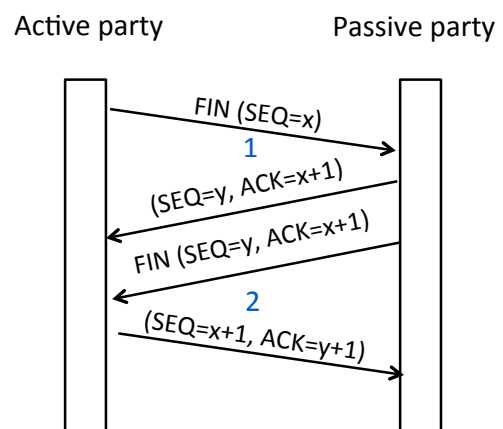 Active party
Passive party
FIN (SEQ=x)
1
(SEQ=y, ACK=x+1)
FIN (SEQ=y, ACK=x+1)
2
(SEQ=x+1, ACK=y+1)